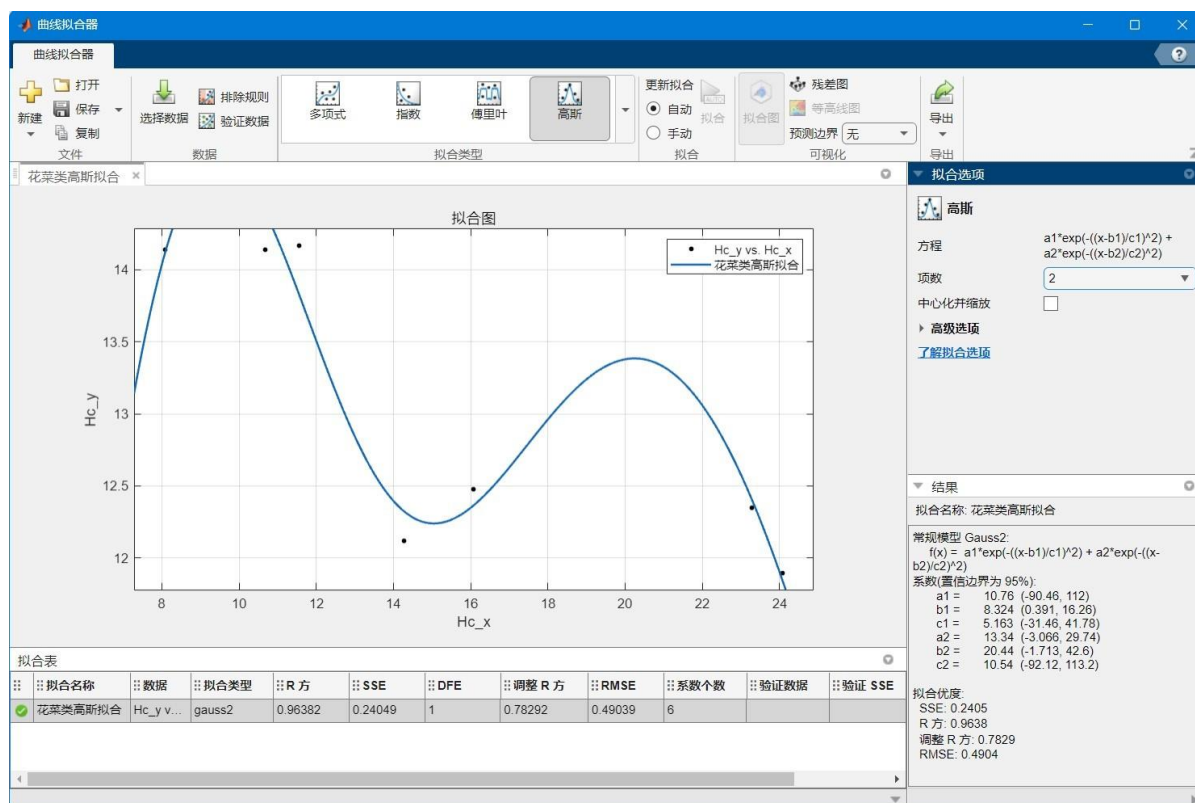 曲线拟合器
曲线拟合器
?
新建
打开
保存
复制
文件
选择数据
排除规则
验证数据
数据
多项式
指数
傅里叶
高斯
拟合类型
更新拟合
自动
手动
拟合
拟合
拟合图
残差图
等高线图
预测边界 无
可视化
导出
导出
花菜类高斯拟合 ×
拟合图
Hc_y vs. Hc_x
花菜类高斯拟合
14
13.5
13
12.5
12
Hc_y
8 10 12 14 16 18 20 22 24
Hc_x
拟合表
拟合名称 数据 拟合类型 R 方 SSE DFE 调整 R 方 RMSE 系数个数 验证数据 验证 SSE
花菜类高斯拟合 Hc_y v... gauss2 0.96382 0.24049 1 0.78292 0.49039 6
拟合选项
高斯
方程 a1*exp(-((x-b1)/c1)^2) +
a2*exp(-((x-b2)/c2)^2)
项数 2
中心化并缩放
高级选项
了解拟合选项
结果
拟合名称: 花菜类高斯拟合
常规模型 Gauss2:
f(x) = a1*exp(-((x-b1)/c1)^2) + a2*exp(-((x-
b2)/c2)^2)
系数(置信边界为 95%):
a1 = 10.76 (-90.46, 112)
b1 = 8.324 (0.391, 16.26)
c1 = 5.163 (-31.46, 41.78)
a2 = 13.34 (-3.066, 29.74)
b2 = 20.44 (-1.713, 42.6)
c2 = 10.54 (-92.12, 113.2)
拟合优度:
SSE: 0.2405
R 方: 0.9638
调整 R 方: 0.7829
RMSE: 0.4904